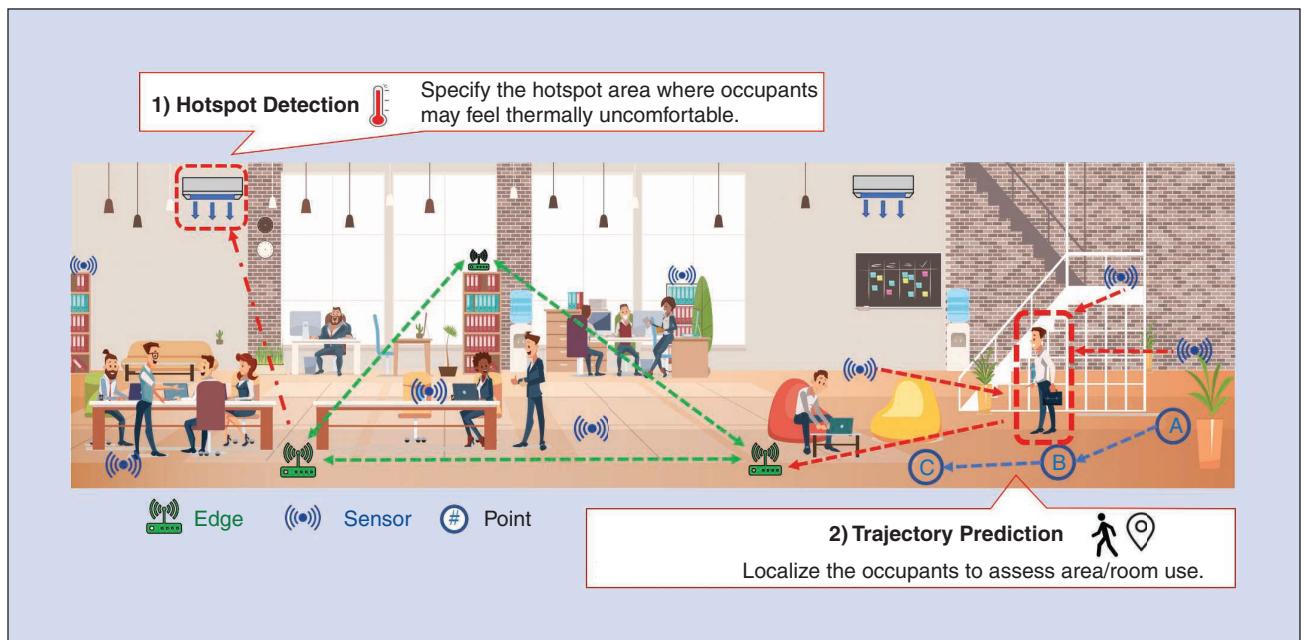 1) Hotspot Detection
Specify the hotspot area where occupants
may feel thermally uncomfortable.
A
B
C
Edge
Sensor
# Point
2) Trajectory Prediction
Localize the occupants to assess area/room use.